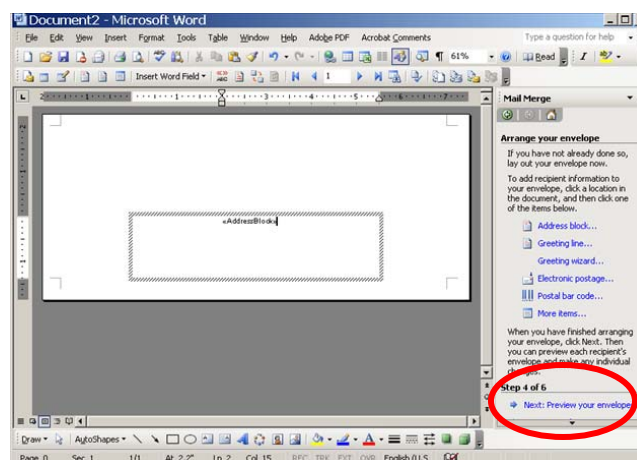 Document2 - Microsoft Word
File Edit View Insert Format Tools Table Window Help Adobe PDF Acrobat Comments Type a question for help
61% Read
Insert Word Field 1
Mail Merge
Arrange your envelope
If you have not already done so,
lay out your envelope now.
To add recipient information to
your envelope, click a location in
the document, and then click one
of the items below.
Address block...
Greeting line...
Greeting wizard...
Electronic postage...
Postal bar code...
More items...
When you have finished arranging
your envelope, click Next. Then
you can preview each recipient's
envelope and make any individual
changes.
Step 4 of 6
Next: Preview your envelope
«AddressBlock»
Draw AutoShapes
Page 0 Sec 1 1/1 At 2.2" Ln 2 Col 15 REC TRK EXT OVR English (U.S